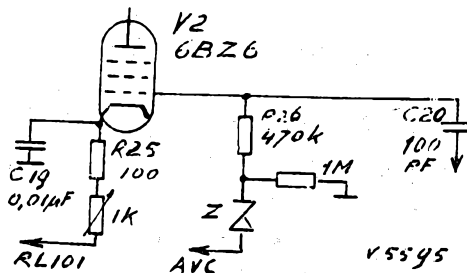 V2
6BZ6
R26
470k
C20
100
PF
R25
100
C19
0,01µF
1M
1K
Z
RL101
AVC
V5595